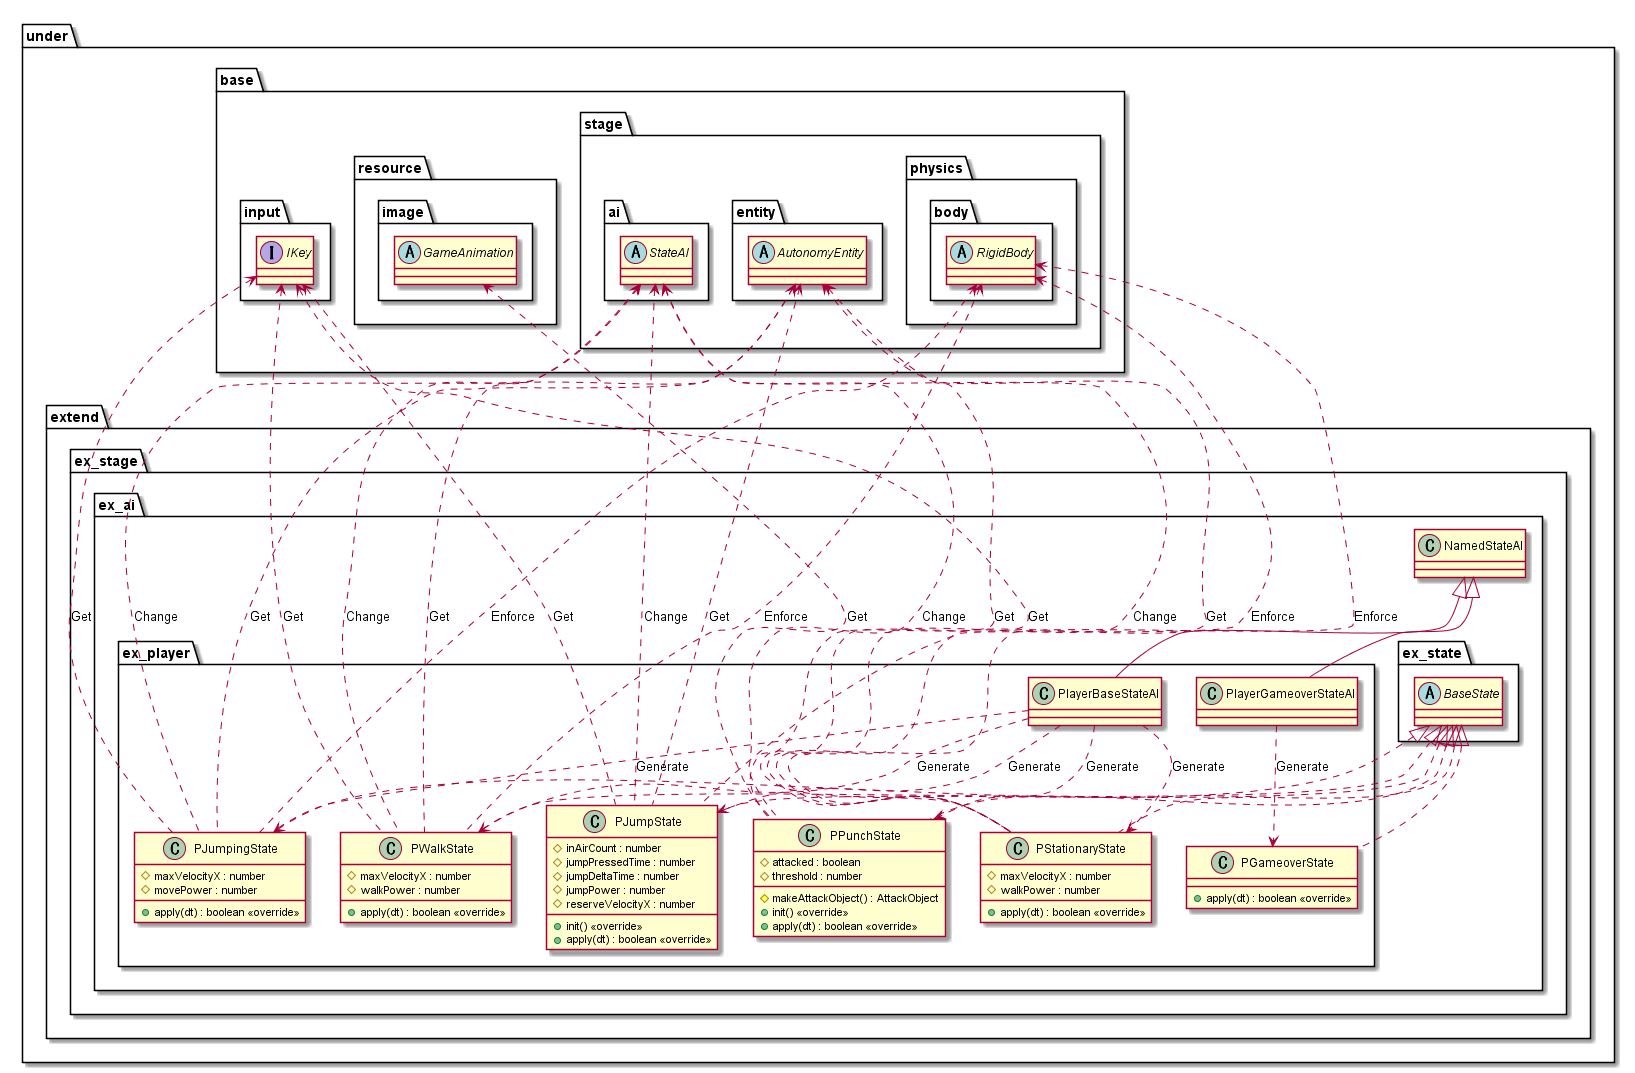 under
base
stage
resource
physics
input
image
ai
entity
body
I IKey
A GameAnimation
A StateAI
A AutonomyEntity
A RigidBody
extend
ex_stage
ex_ai
C NamedStateAI
Get
Change
Get
Get
Change
Get
Enforce
Get
Change
Get
Enforce
Get
Change
Get
Get
Change
Get
Enforce
Enforce
ex_player
ex_state
C PlayerBaseStateAI
C PlayerGameoverStateAI
A BaseState
Generate
Generate
Generate
Generate
Generate
Generate
C PJumpingState
maxVelocityX : number
movePower : number
apply(dt) : boolean «override»
C PWalkState
maxVelocityX : number
walkPower : number
apply(dt) : boolean «override»
C PJumpState
inAirCount : number
jumpPressedTime : number
jumpDeltaTime : number
jumpPower : number
reserveVelocityX : number
init() «override»
apply(dt) : boolean «override»
C PPunchState
attacked : boolean
threshold : number
makeAttackObject() : AttackObject
init() «override»
apply(dt) : boolean «override»
C PStationaryState
maxVelocityX : number
walkPower : number
apply(dt) : boolean «override»
C PGameoverState
apply(dt) : boolean «override»